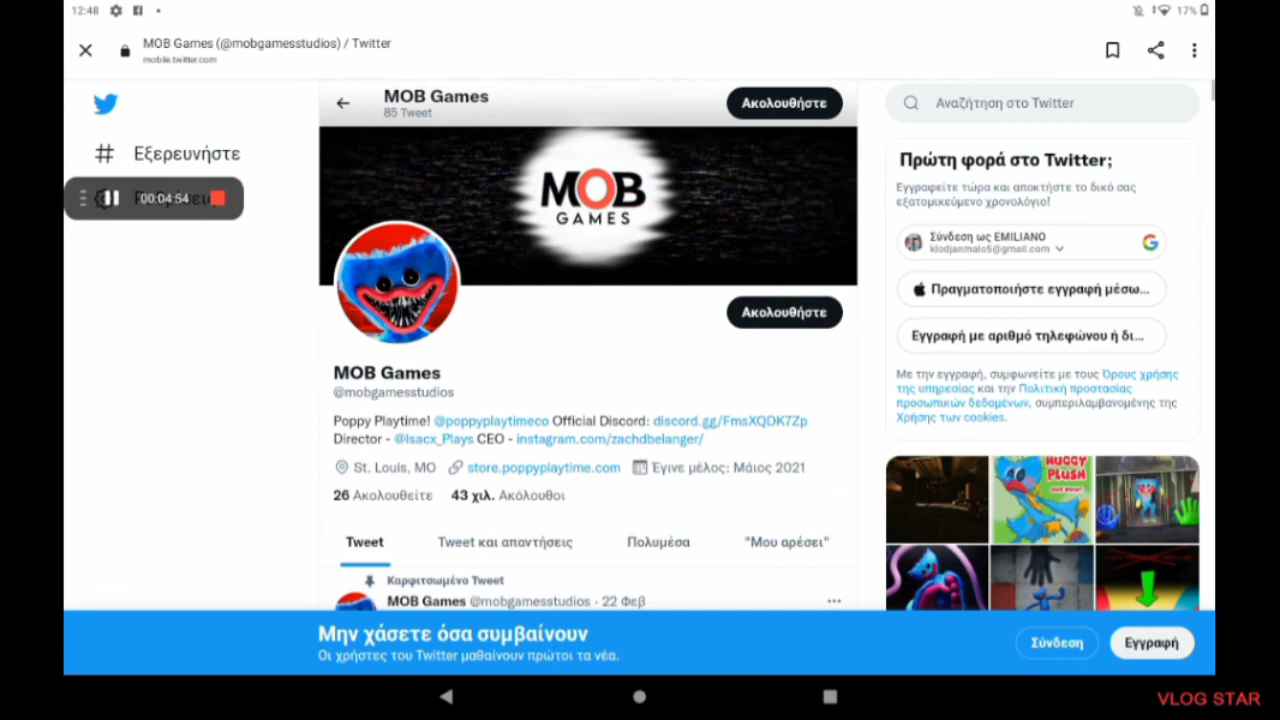 12:48
17%
MOB Games (@mobgamesstudios) / Twitter
mobile.twitter.com
MOB Games
85 Tweet
Ακολουθήστε
Αναζήτηση στο Twitter
Εξερευνήστε
00:04:54
MOB
GAMES
Πρώτη φορά στο Twitter;
Εγγραφείτε τώρα και αποκτήστε το δικό σας
εξατομικευμένο χρονολόγιο!
Σύνδεση ως EMILIANO
klodjanmalo5@gmail.com
Πραγματοποιήστε εγγραφή μέσω...
Εγγραφή με αριθμό τηλεφώνου ή δι...
Με την εγγραφή, συμφωνείτε με τους Όρους χρήσης
της υπηρεσίας και την Πολιτική προστασίας
προσωπικών δεδομένων, συμπεριλαμβανομένης της
Χρήσης των cookies.
Ακολουθήστε
MOB Games
@mobgamesstudios
Poppy Playtime! @poppyplaytimeco Official Discord: discord.gg/FmsXQDK7Zp
Director - @Isacx_Plays CEO - instagram.com/zachdbelanger/
St. Louis, MO store.poppyplaytime.com Έγινε μέλος: Μάιος 2021
26 Ακολουθείτε 43 χιλ. Ακόλουθοι
Tweet Tweet και απαντήσεις Πολυμέσα "Μου αρέσει"
Καρφιτσωμένο Tweet
MOB Games @mobgamesstudios · 22 Φεβ
HUGGY
PLUSH
Μην χάσετε όσα συμβαίνουν
Οι χρήστες του Twitter μαθαίνουν πρώτοι τα νέα.
Σύνδεση
Εγγραφή
VLOG STAR